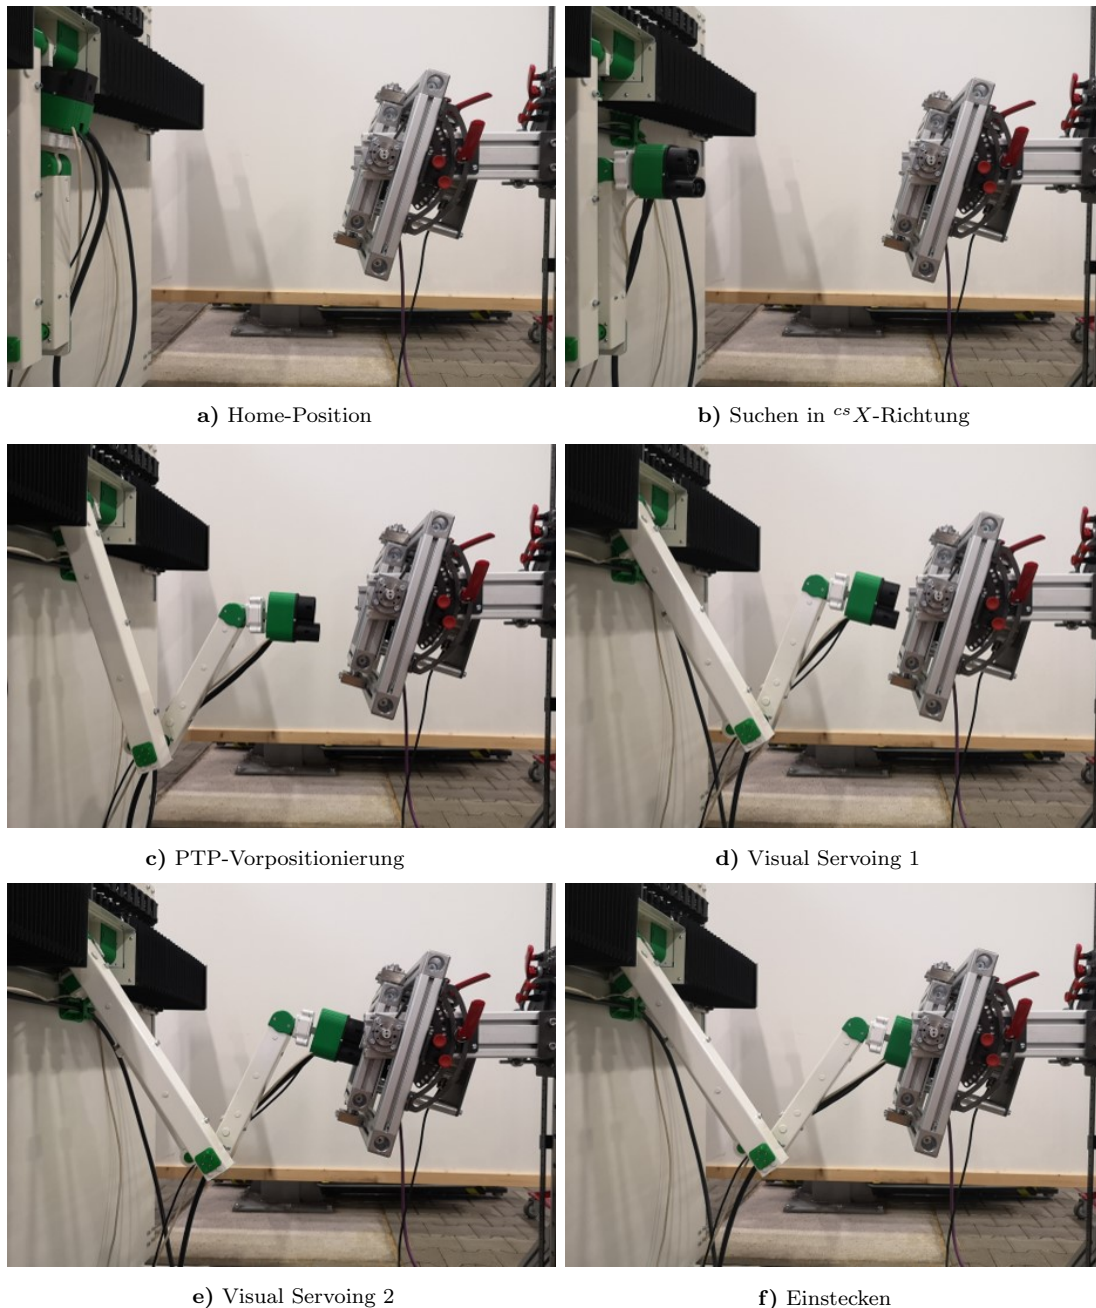 a) Home-Position
b) Suchen in ᶜˢX-Richtung
c) PTP-Vorpositionierung
d) Visual Servoing 1
e) Visual Servoing 2
f) Einstecken